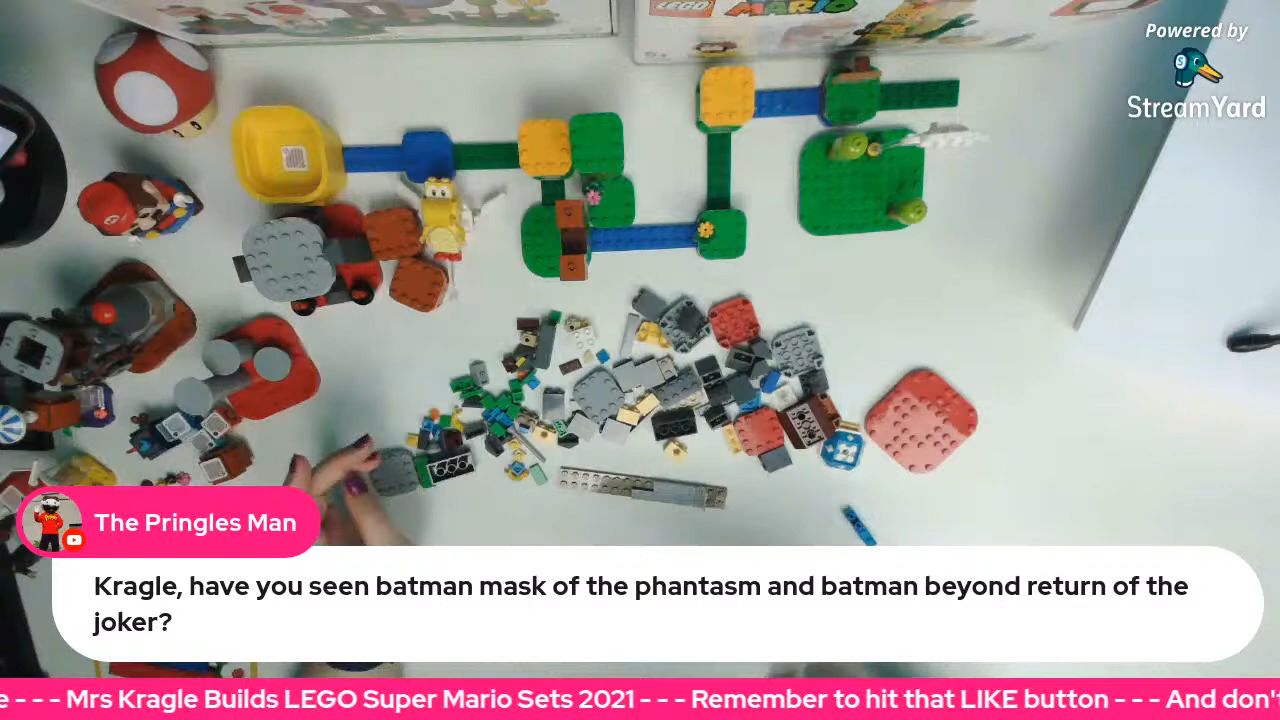 LEGO
MARIO
Powered by
StreamYard
The Pringles Man
Kragle, have you seen batman mask of the phantasm and batman beyond return of the
joker?
e - - - Mrs Kragle Builds LEGO Super Mario Sets 2021 - - - Remember to hit that LIKE button - - - And don't